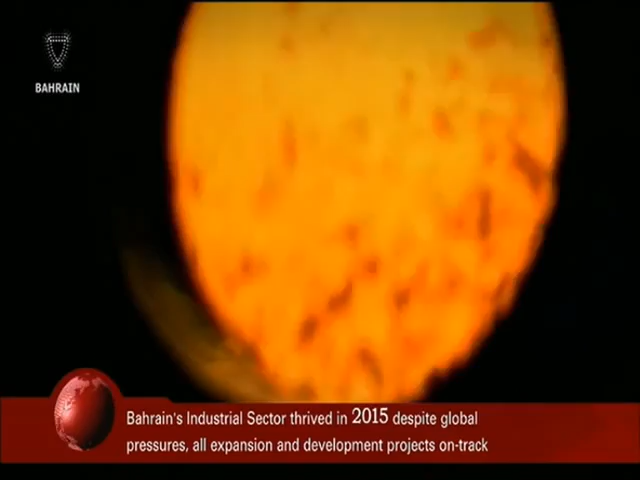 BAHRAIN
Bahrain's Industrial Sector thrived in 2015 despite global
pressures, all expansion and development projects on-track